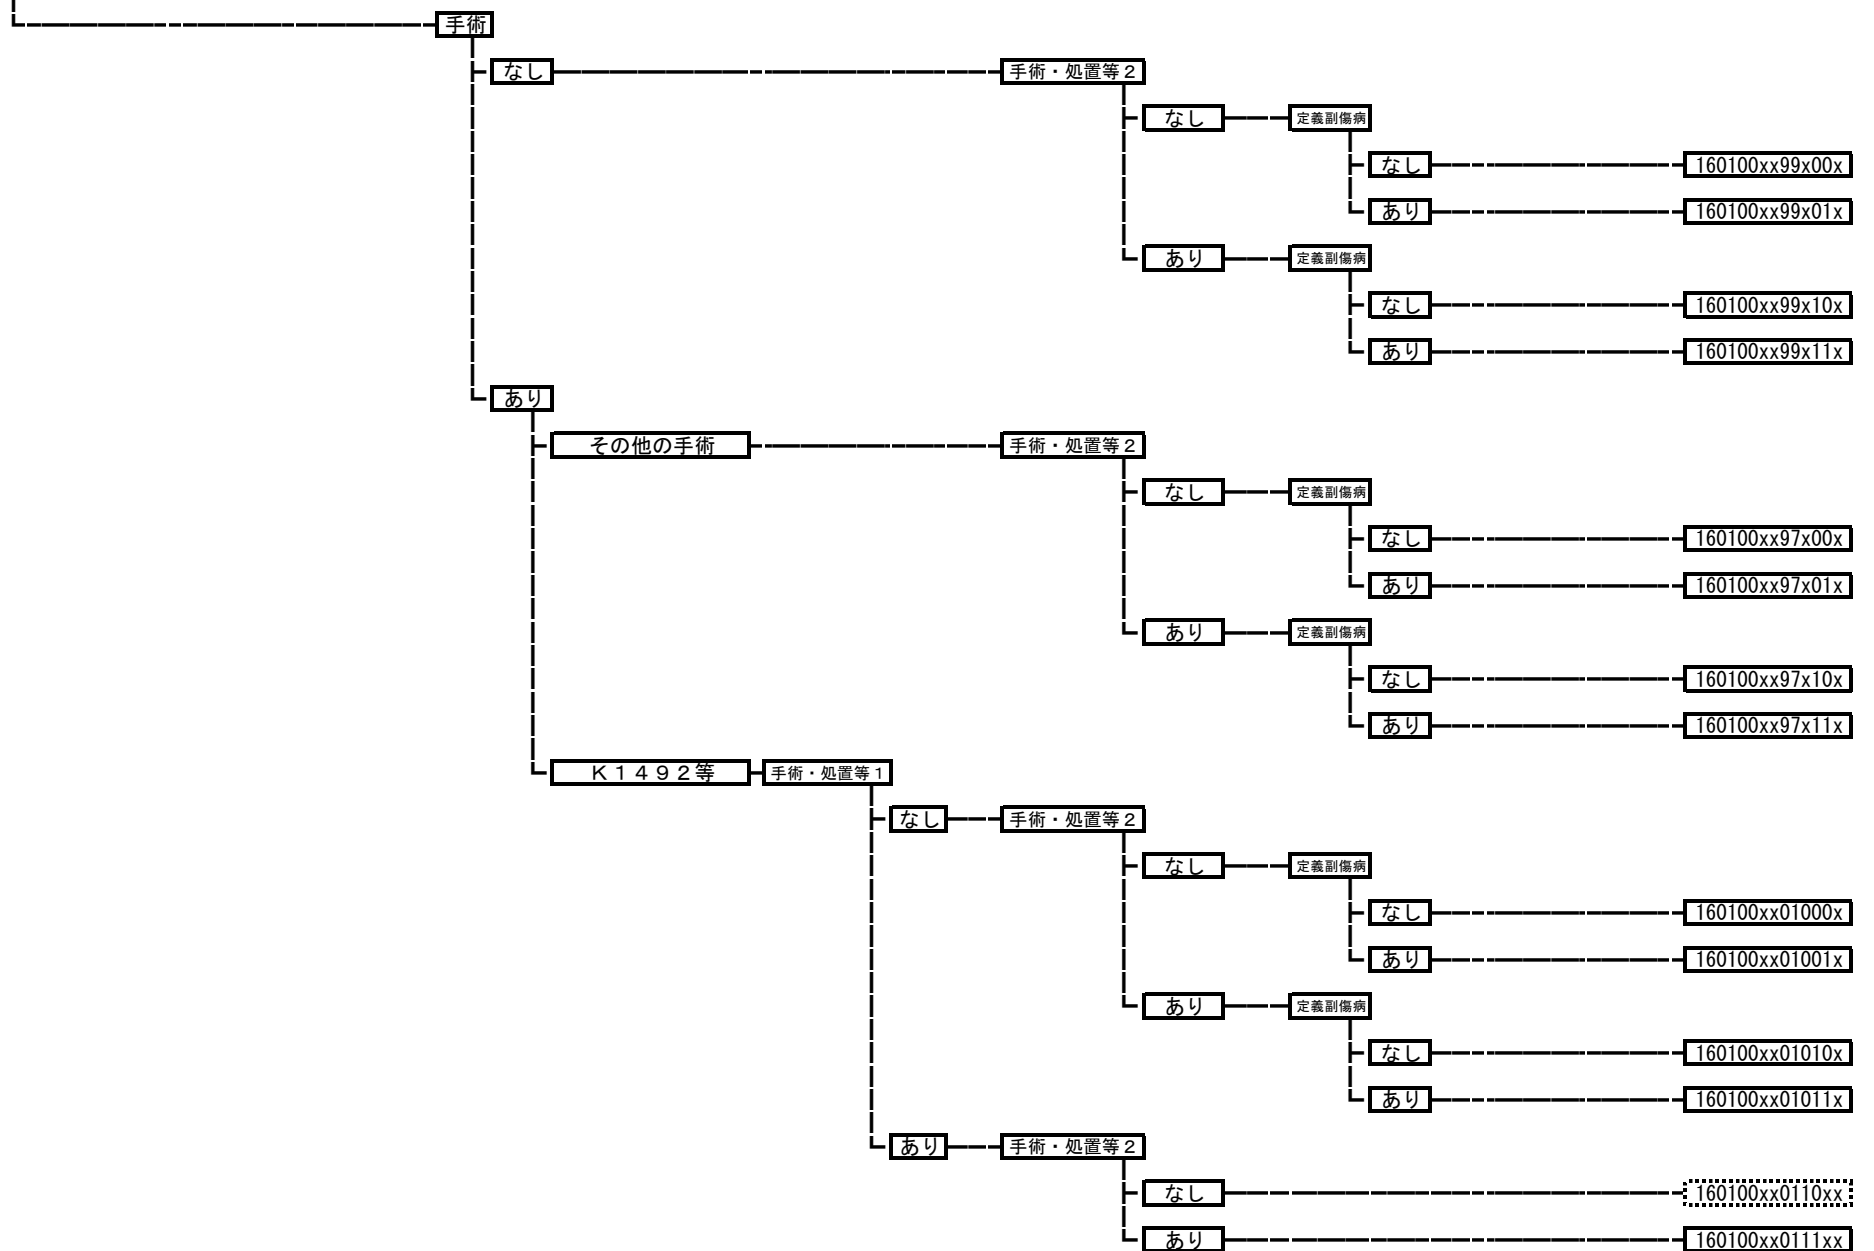 手術
なし 手術・処置等2
なし 定義副傷病
なし 160100xx99x00x
あり 160100xx99x01x
あり 定義副傷病
なし 160100xx99x10x
あり 160100xx99x11x
あり
その他の手術 手術・処置等2
なし 定義副傷病
なし 160100xx97x00x
あり 160100xx97x01x
あり 定義副傷病
なし 160100xx97x10x
あり 160100xx97x11x
K1492等 手術・処置等1
なし 手術・処置等2
なし 定義副傷病
なし 160100xx01000x
あり 160100xx01001x
あり 定義副傷病
なし 160100xx01010x
あり 160100xx01011x
あり 手術・処置等2
なし 160100xx0110xx
あり 160100xx0111xx